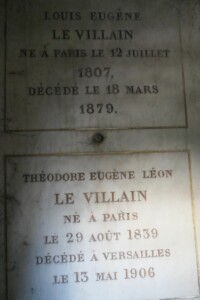 LOUIS EUGÈNE
LE VILLAIN
NÉ À PARIS LE 12 JUILLET
1807.
DÉCÉDÉ LE 18 MARS
1879.
THÉODORE EUGÈNE LÉON
LE VILLAIN
NÉ À PARIS
LE 29 AOÛT 1839
DÉCÉDÉ À VERSAILLES
LE 13 MAI 1906